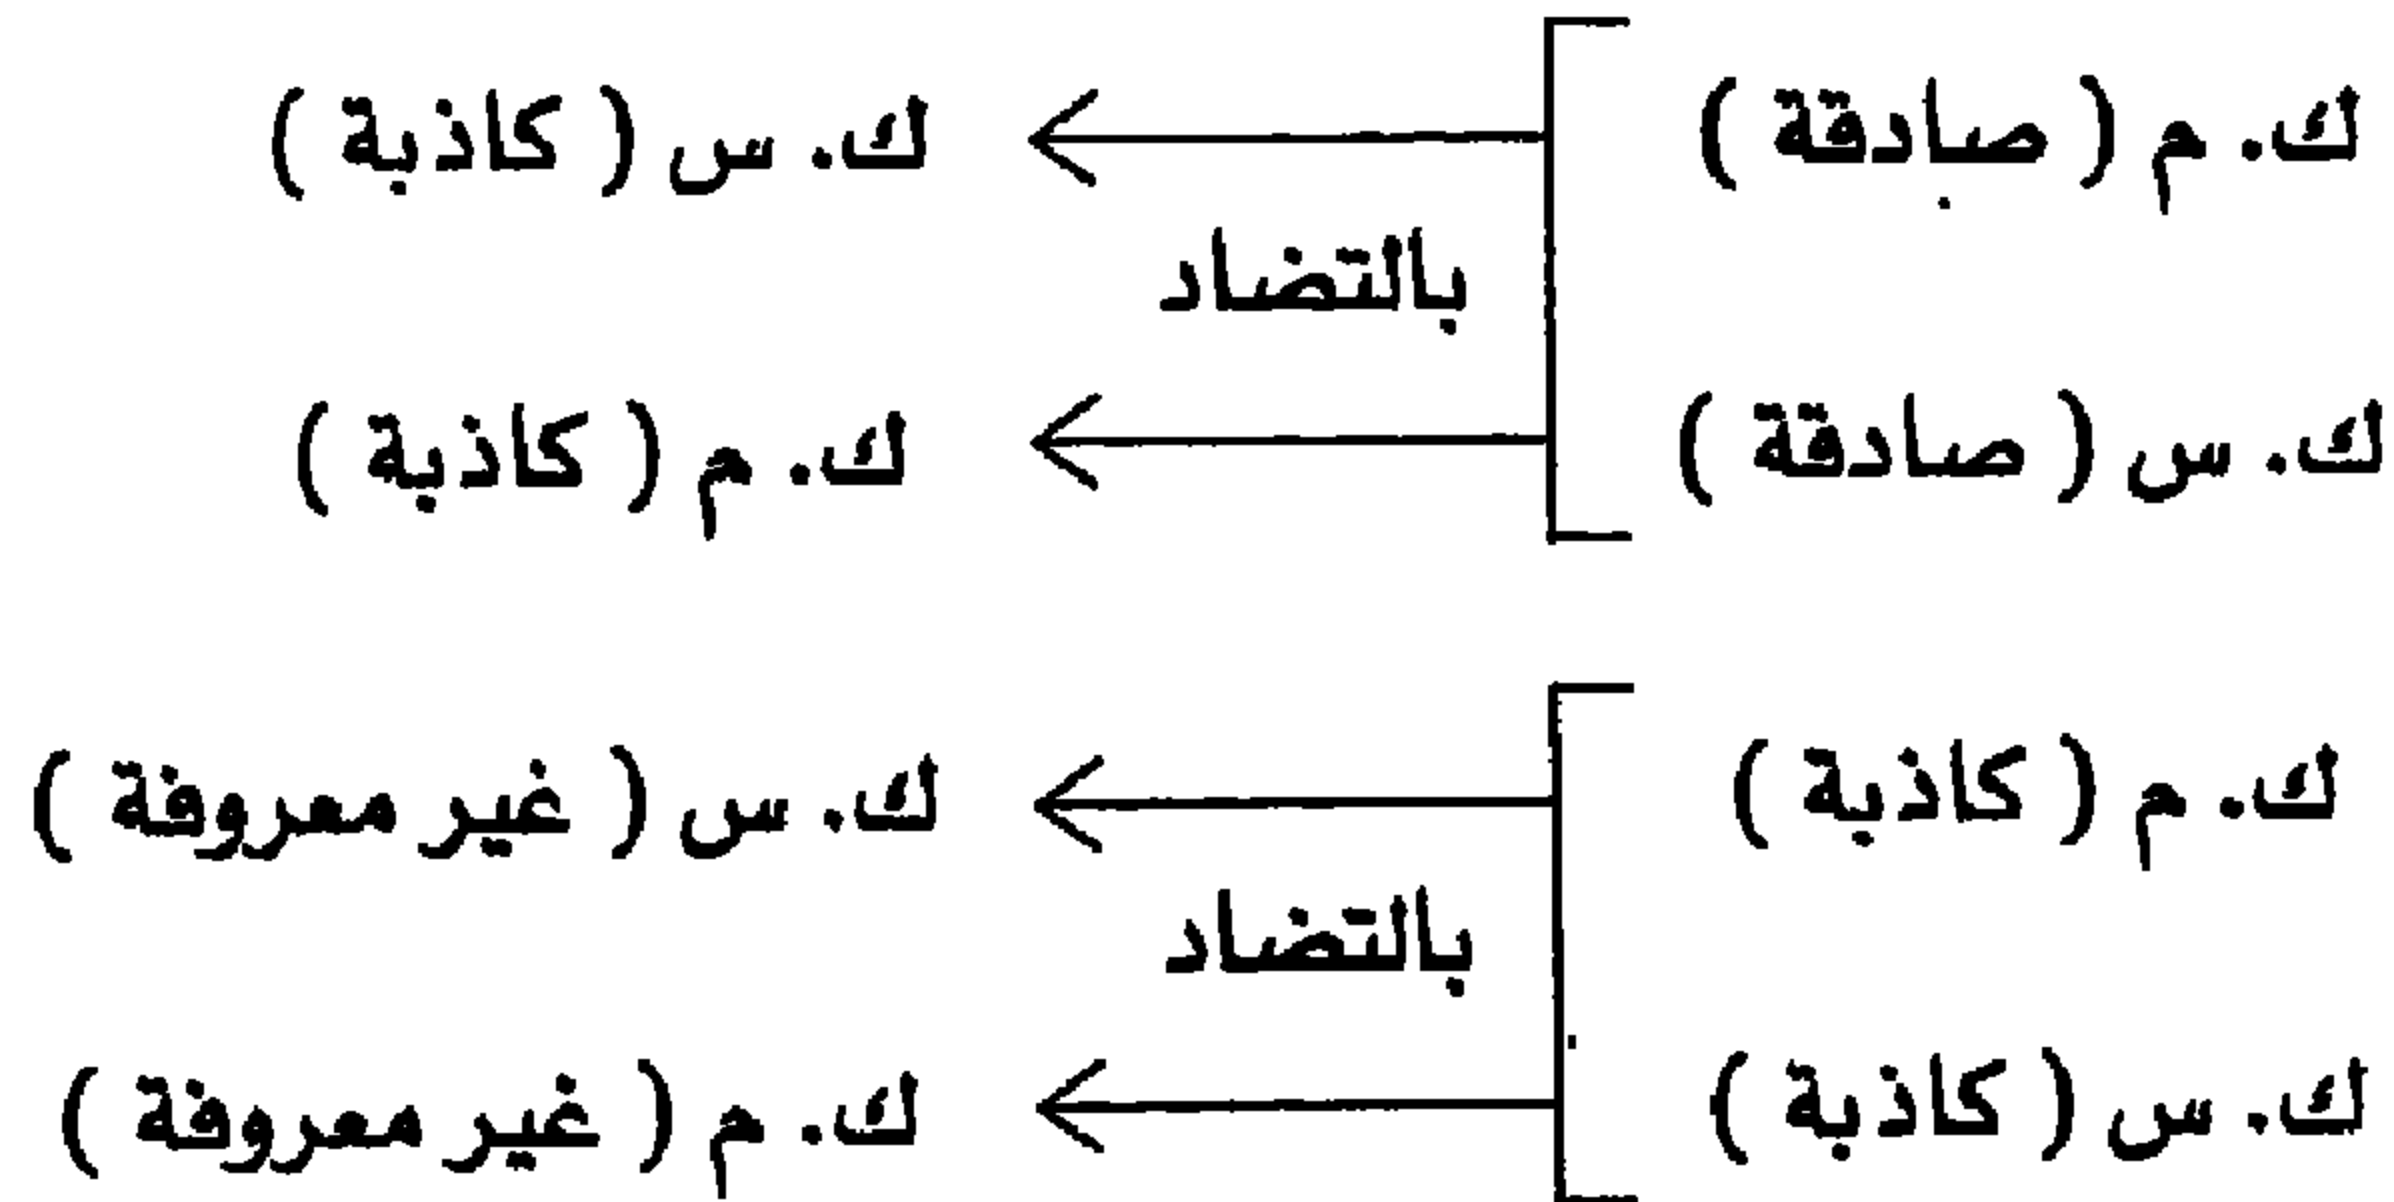 ك. م ( صادقة ) ك. س ( كاذبة )
بالتضاد
ك. س ( صادقة ) ك. م ( كاذبة )
ك. م ( كاذبة ) ك. س ( غير معروفة )
بالتضاد
ك. س ( كاذبة ) ك. م ( غير معروفة )